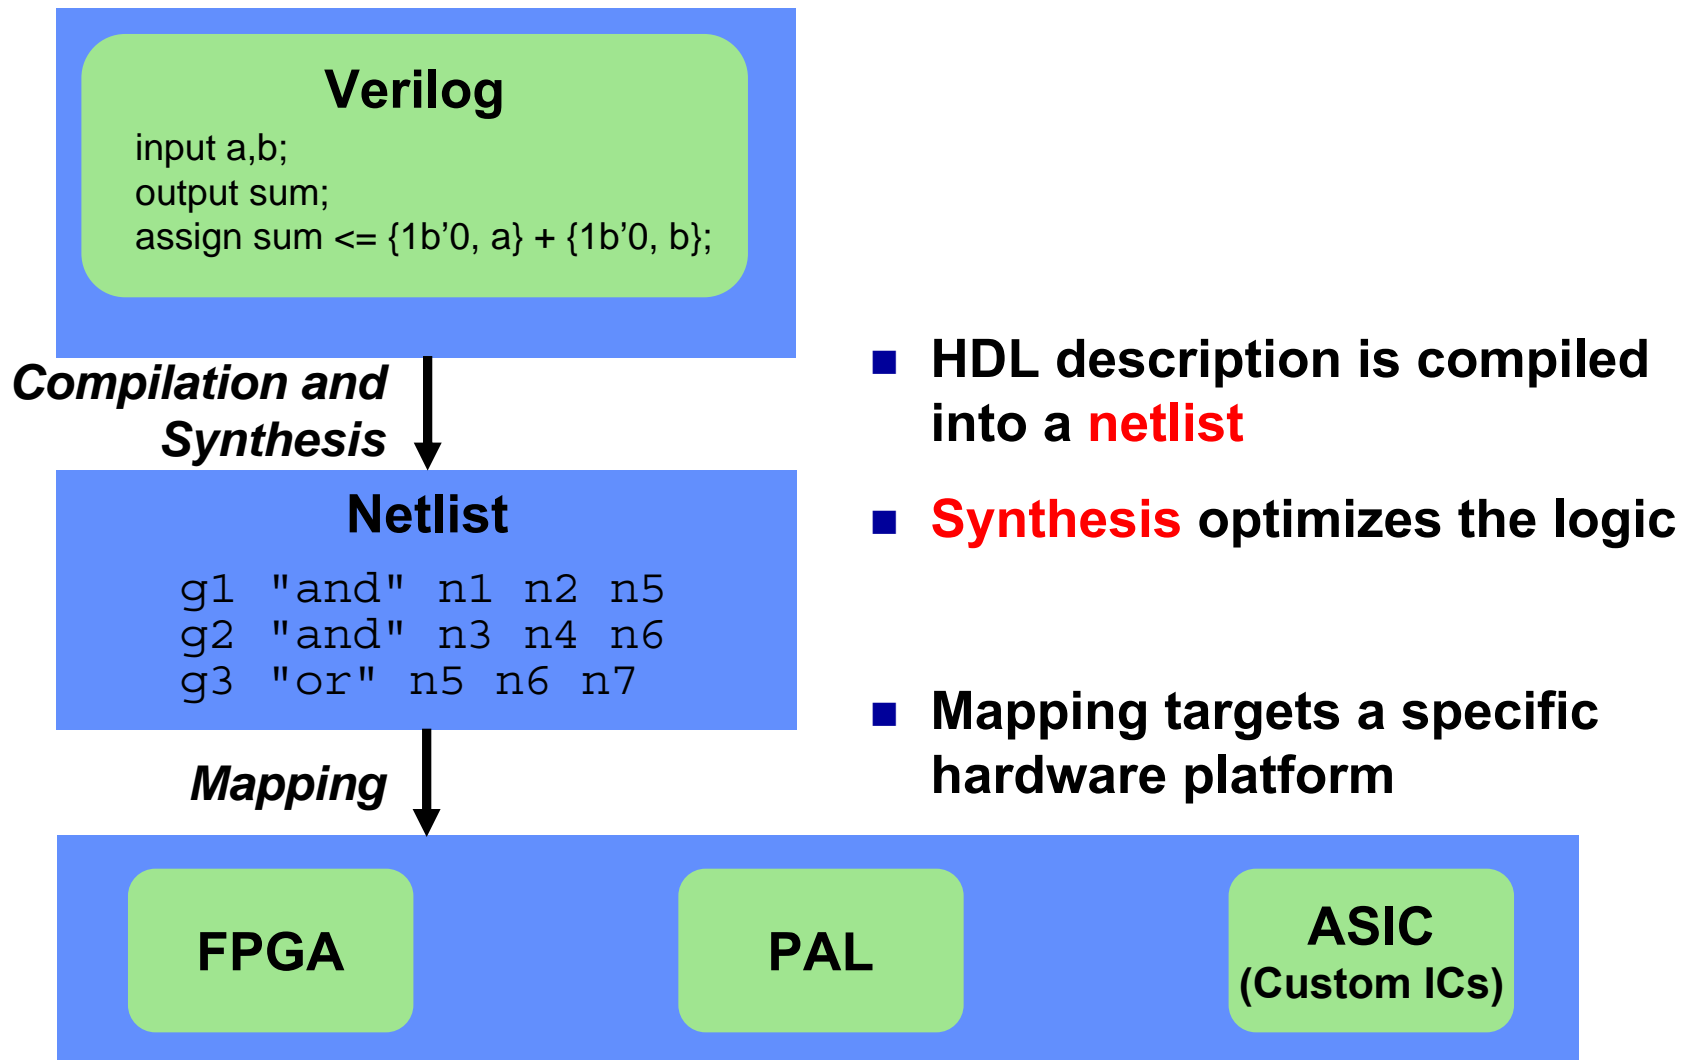 Verilog
input a,b;
output sum;
assign sum <= {1b’0, a} + {1b’0, b};
Compilation and
Synthesis
Netlist
g1 "and" n1 n2 n5
g2 "and" n3 n4 n6
g3 "or" n5 n6 n7
Mapping
HDL description is compiled
into a netlist
Synthesis optimizes the logic
Mapping targets a specific
hardware platform
FPGA
PAL
ASIC
(Custom ICs)